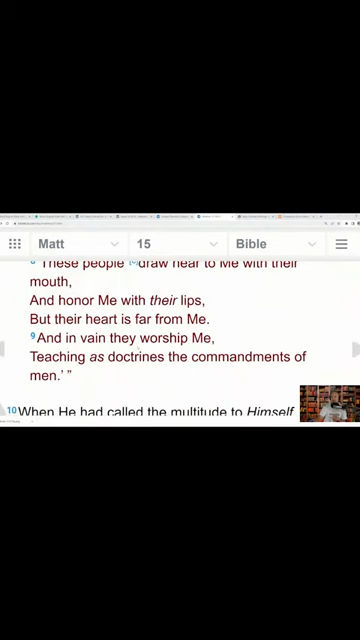 Matt 15 Bible
8 "These people [c]draw near to Me with their
mouth,
And honor Me with their lips,
But their heart is far from Me.
9 And in vain they worship Me,
Teaching as doctrines the commandments of
men.' "
10 When He had called the multitude to Himself